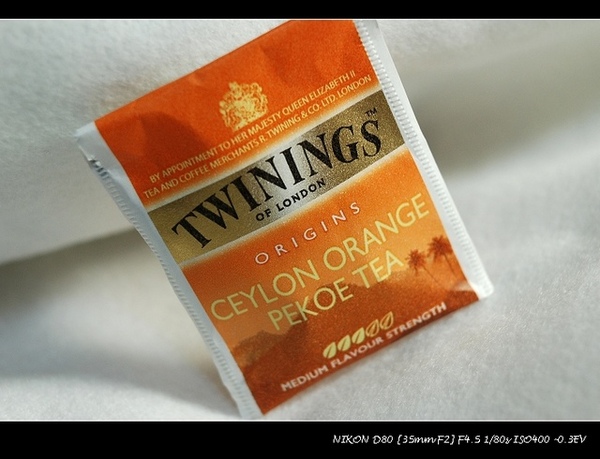 BY APPOINTMENT TO HER MAJESTY QUEEN ELIZABETH II
TEA AND COFFEE MERCHANTS R. TWINING & CO. LTD. LONDON
TWININGS™
OF LONDON
ORIGINS
CEYLON ORANGE
PEKOE TEA
MEDIUM FLAVOUR STRENGTH
NIKON D80 [35mmF2] F4.5 1/80s ISO400 -0.3EV